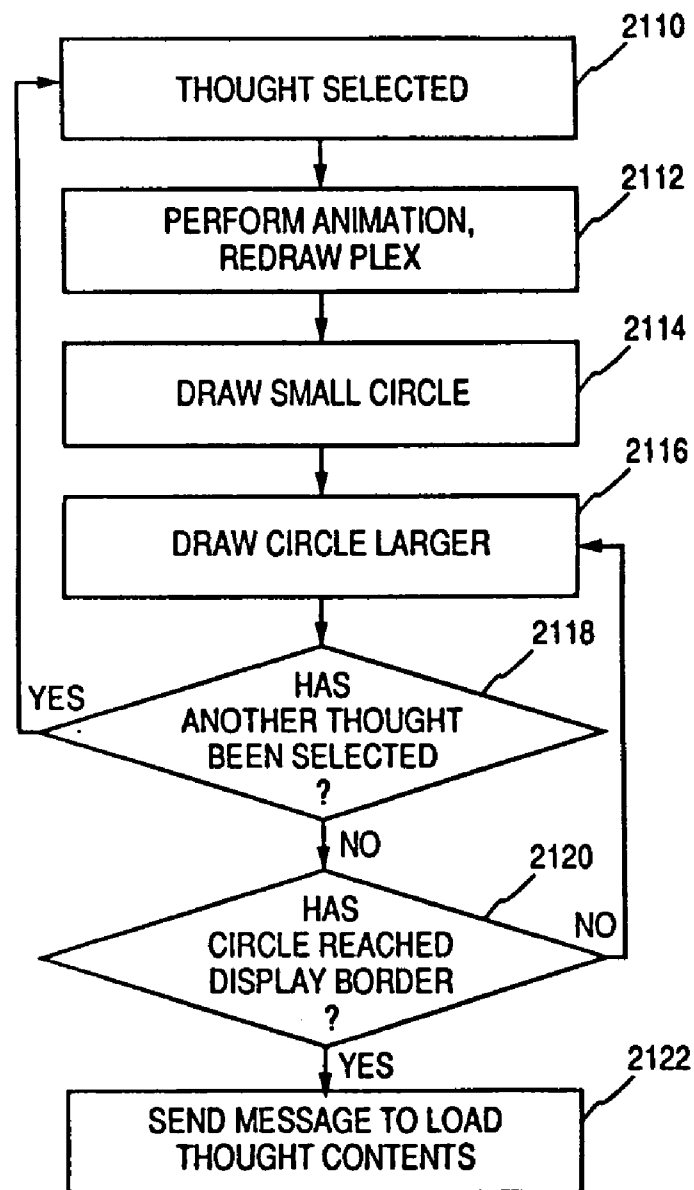 2110
THOUGHT SELECTED
2112
PERFORM ANIMATION,
REDRAW PLEX
2114
DRAW SMALL CIRCLE
2116
DRAW CIRCLE LARGER
2118
YES
HAS
ANOTHER THOUGHT
BEEN SELECTED
?
NO
2120
HAS
CIRCLE REACHED
DISPLAY BORDER
?
NO
YES
2122
SEND MESSAGE TO LOAD
THOUGHT CONTENTS